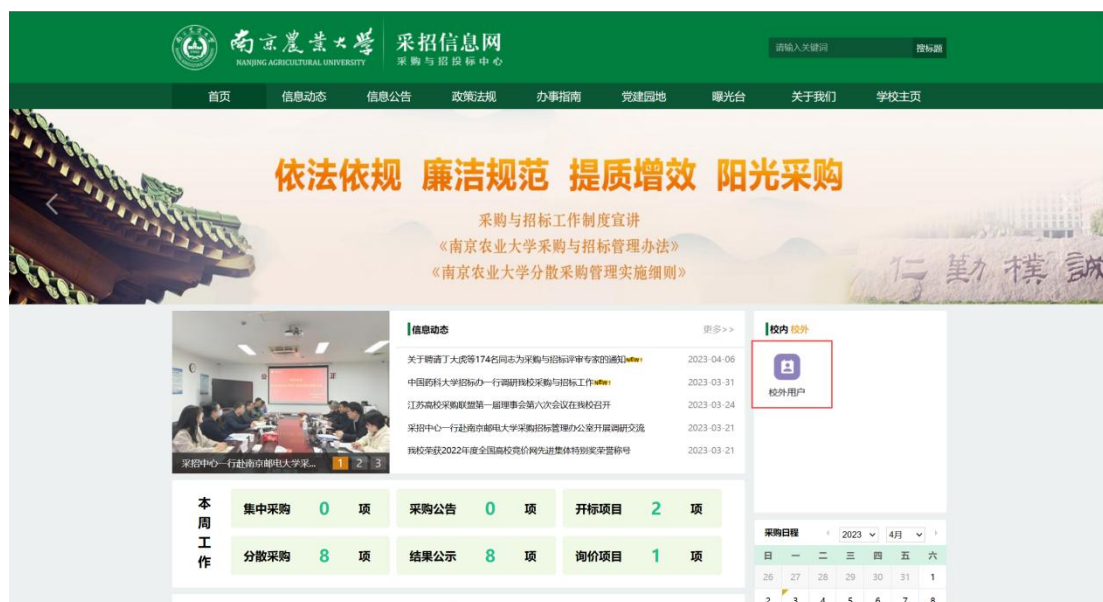 南京農業大學
NANJING AGRICULTURAL UNIVERSITY
采招信息网
采购与招投标中心
请输入关键词 搜标题
首页 信息动态 信息公告 政策法规 办事指南 党建园地 曝光台 关于我们 学校主页
依法依规 廉洁规范 提质增效 阳光采购
采购与招标工作制度宣讲
《南京农业大学采购与招标管理办法》
《南京农业大学分散采购管理实施细则》
仁 勤 樸 誠
采招中心一行赴南京邮电大学采... 1 2 3
信息动态 更多>>
关于聘请丁大虎等174名同志为采购与招标评审专家的通知NEW! 2023-04-06
中国药科大学招标办一行调研我校采购与招标工作NEW! 2023-03-31
江苏高校采购联盟第一届理事会第六次会议在我校召开 2023-03-24
采招中心一行赴南京邮电大学采购招标管理办公室开展调研交流 2023-03-21
我校荣获2022年度全国高校竞价网先进集体特别奖荣誉称号 2023-03-21
校内 校外
校外用户
本周工作
集中采购 0 项 采购公告 0 项 开标项目 2 项
分散采购 8 项 结果公示 8 项 询价项目 1 项
采购日程 2023 4月
日 一 二 三 四 五 六
26 27 28 29 30 31 1
2 3 4 5 6 7 8